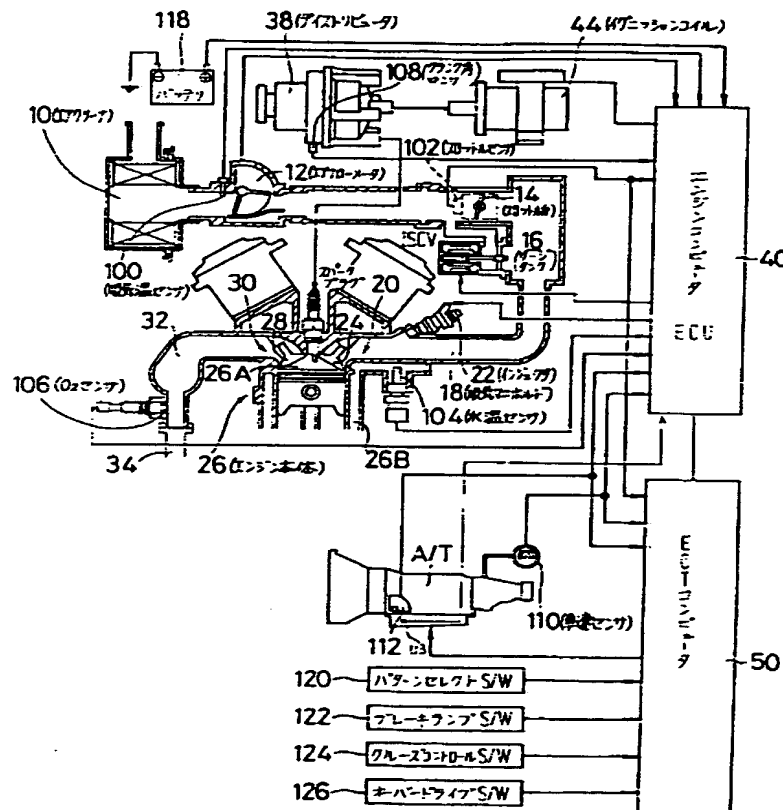 118
バッテリ
38(ディストリビュータ)
108(クランク角センサ)
44(イグニッションコイル)
10(エアクリーナ)
12(エアフローメータ)
102(スロットルセンサ)
14
(スロットル弁)
ISCV
16
(サージタンク)
100
(吸気温センサ)
スパークプラグ
エンジンコンピュータ
ECU
40
30
28
24
20
32
26A
22(インジェクタ)
18(吸気マニホルド)
106(O₂センサ)
104(水温センサ)
34
26(エンジン本体)
26B
A/T
110(車速センサ)
112
ECTコンピュータ
50
120
パターンセレクトS/W
122
ブレーキランプS/W
124
クルーズコントロールS/W
126
オーバードライブS/W